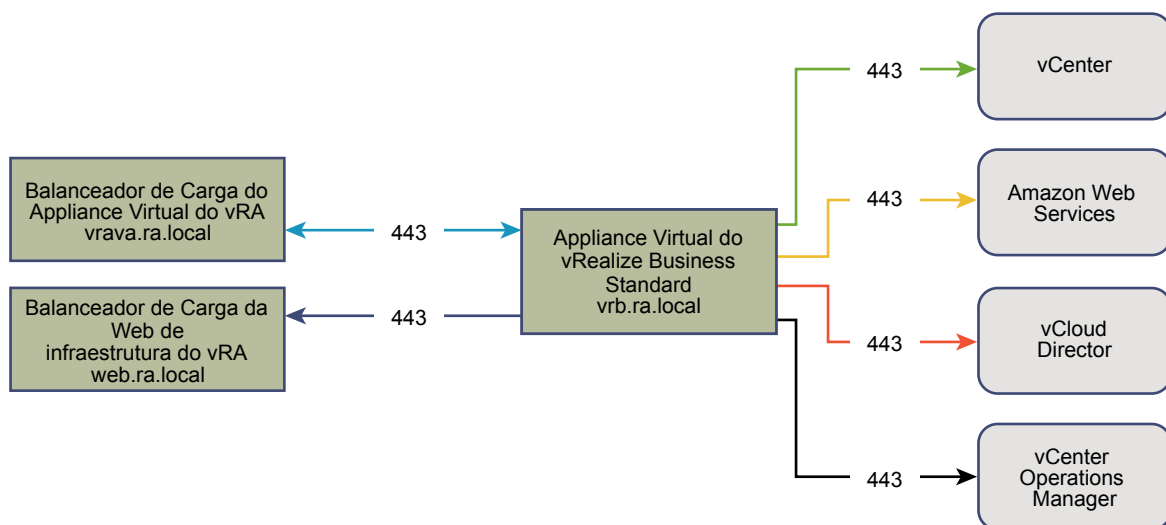 Balanceador de Carga do
Appliance Virtual do vRA
vrava.ra.local
443
Balanceador de Carga da
Web de
infraestrutura do vRA
web.ra.local
443
Appliance Virtual do
vRealize Business
Standard
vrb.ra.local
443
vCenter
443
Amazon Web
Services
443
vCloud
Director
443
vCenter
Operations
Manager